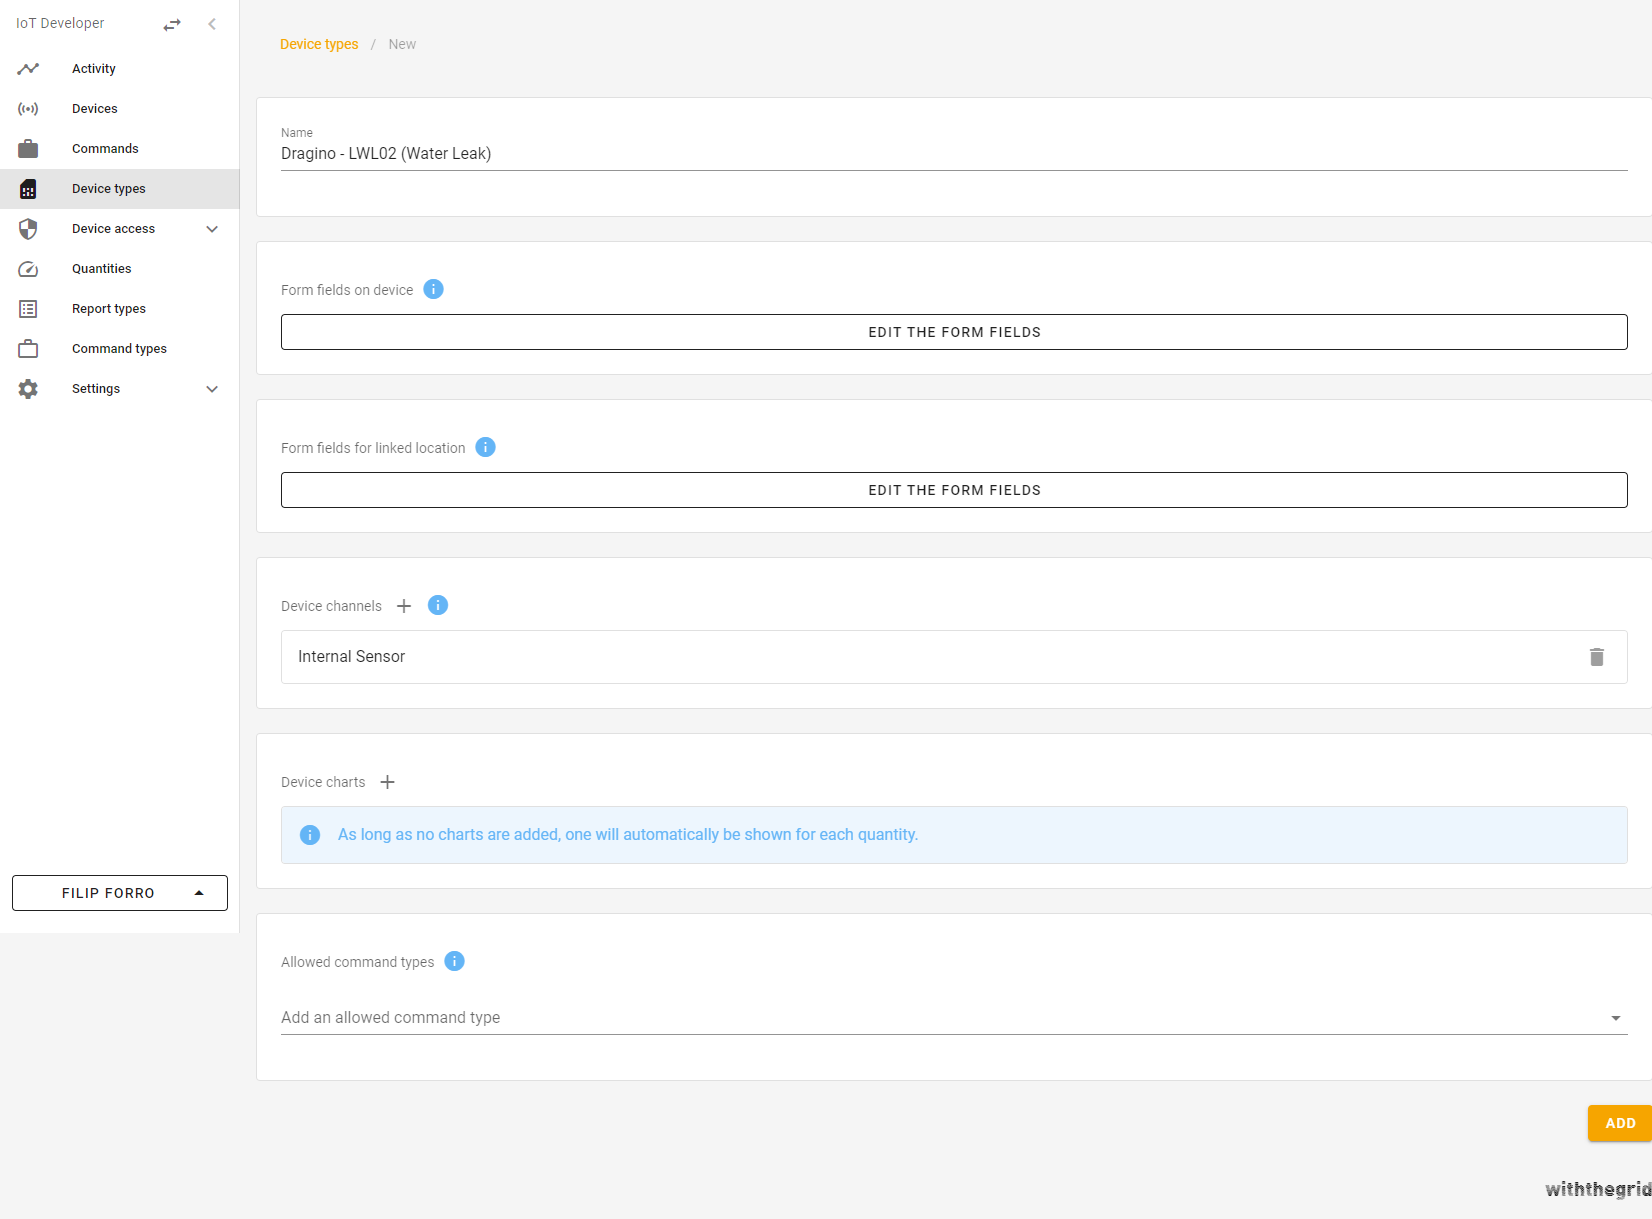 IoT Developer
Activity
Devices
Commands
Device types
Device access
Quantities
Report types
Command types
Settings
FILIP FORRO
Device types / New
Name
Dragino - LWL02 (Water Leak)
Form fields on device
EDIT THE FORM FIELDS
Form fields for linked location
EDIT THE FORM FIELDS
Device channels
Internal Sensor
Device charts
As long as no charts are added, one will automatically be shown for each quantity.
Allowed command types
Add an allowed command type
ADD
withthegrid